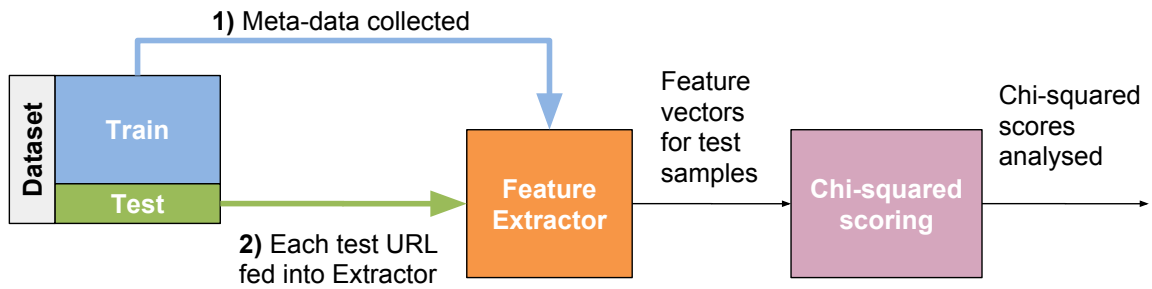 1) Meta-data collected
Dataset
Train
Test
2) Each test URL
fed into Extractor
Feature
Extractor
Feature
vectors
for test
samples
Chi-squared
scoring
Chi-squared
scores
analysed